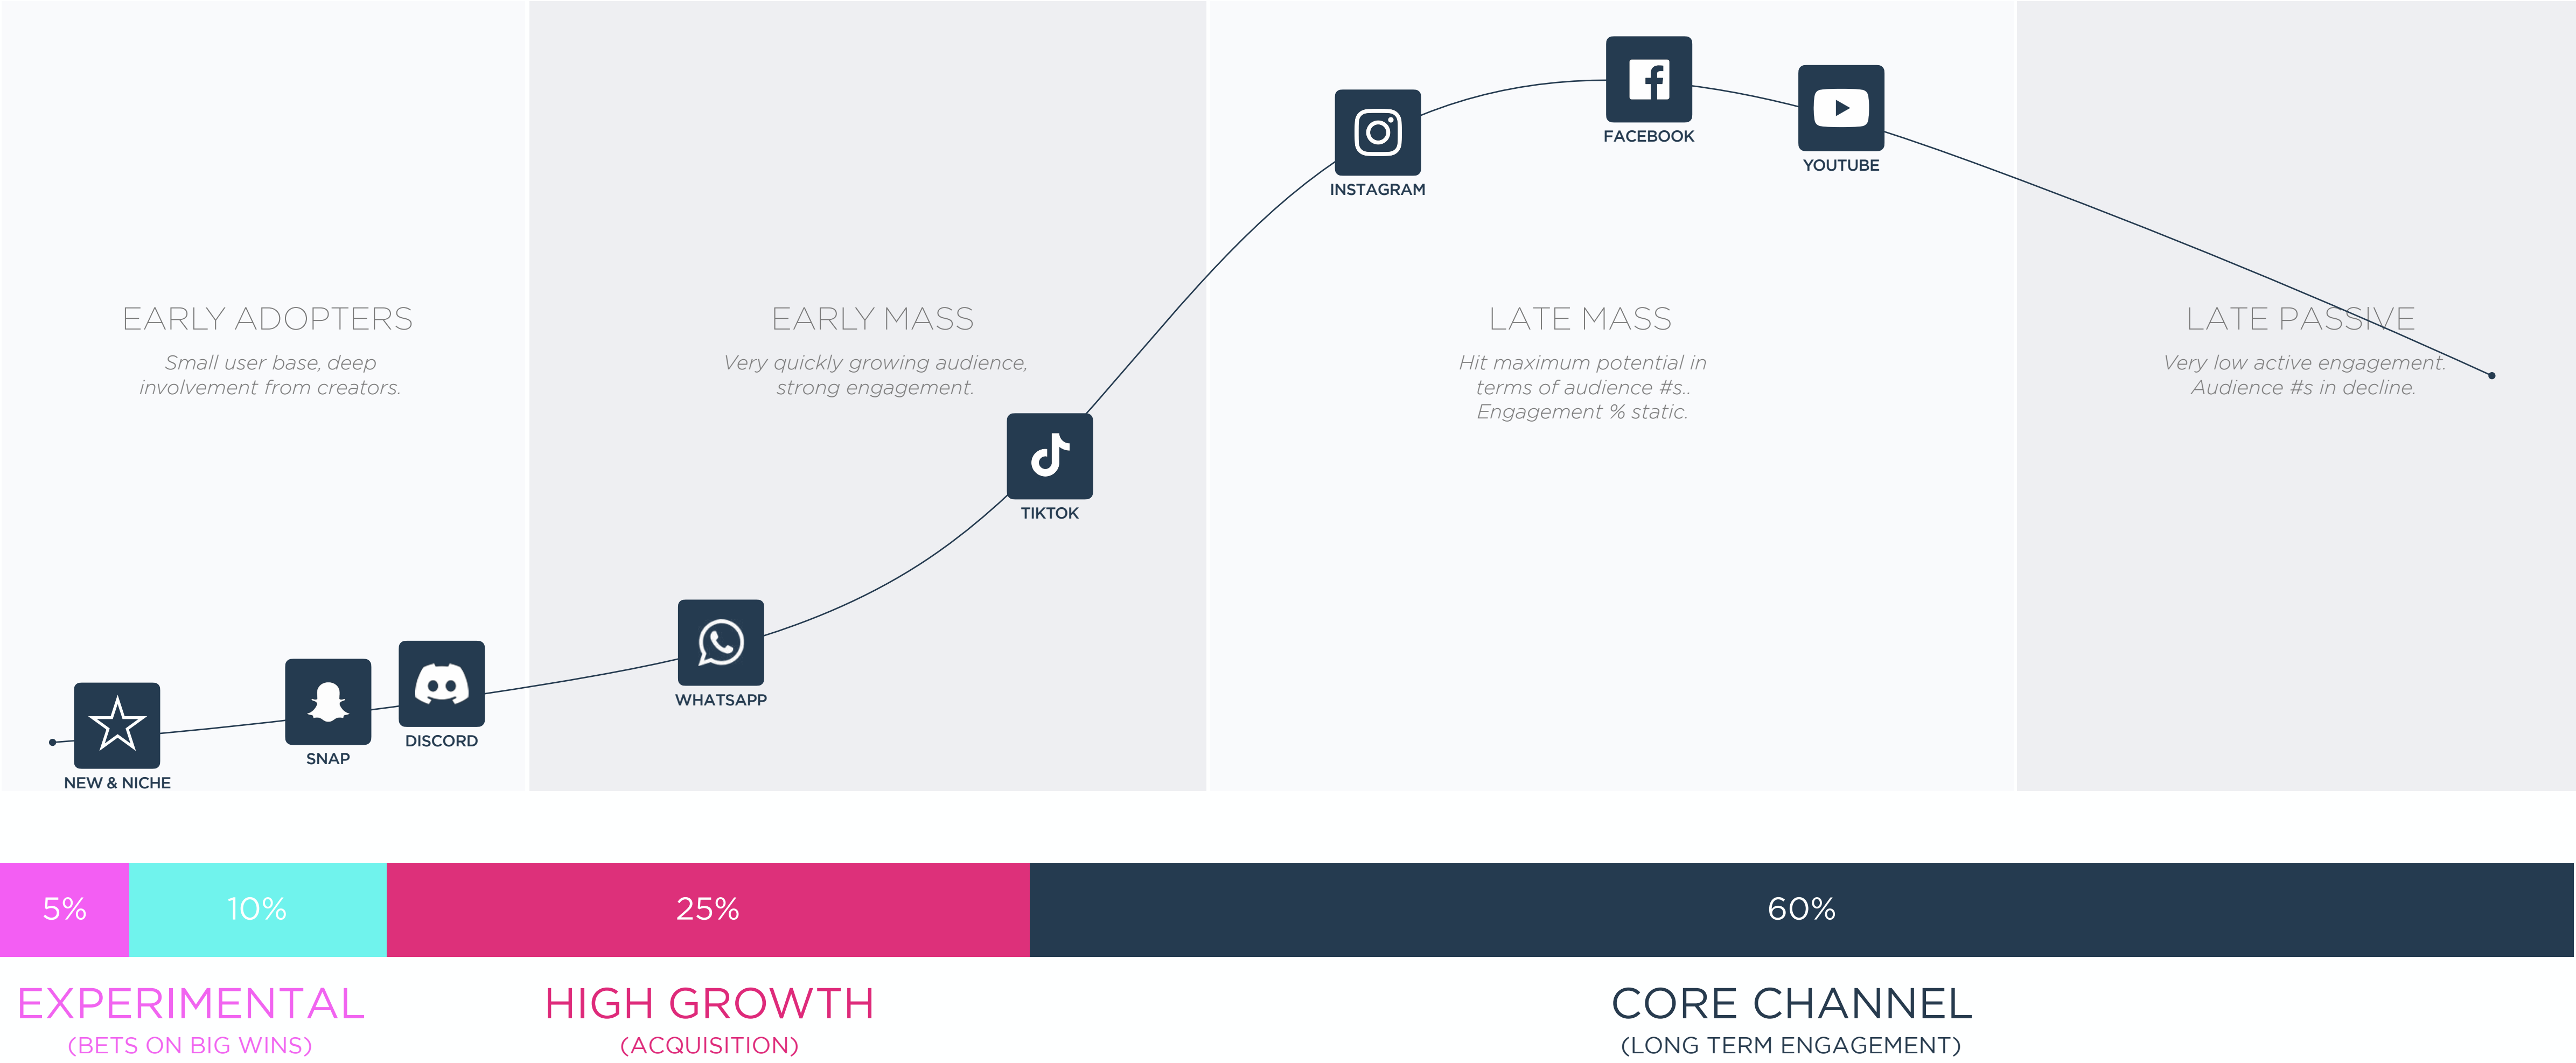 INSTAGRAM
FACEBOOK
YOUTUBE
EARLY ADOPTERS
Small user base, deep
involvement from creators.
EARLY MASS
Very quickly growing audience,
strong engagement.
LATE MASS
Hit maximum potential in
terms of audience #s..
Engagement % static.
LATE PASSIVE
Very low active engagement.
Audience #s in decline.
TIKTOK
WHATSAPP
DISCORD
SNAP
NEW & NICHE
5%
10%
25%
60%
EXPERIMENTAL
(BETS ON BIG WINS)
HIGH GROWTH
(ACQUISITION)
CORE CHANNEL
(LONG TERM ENGAGEMENT)